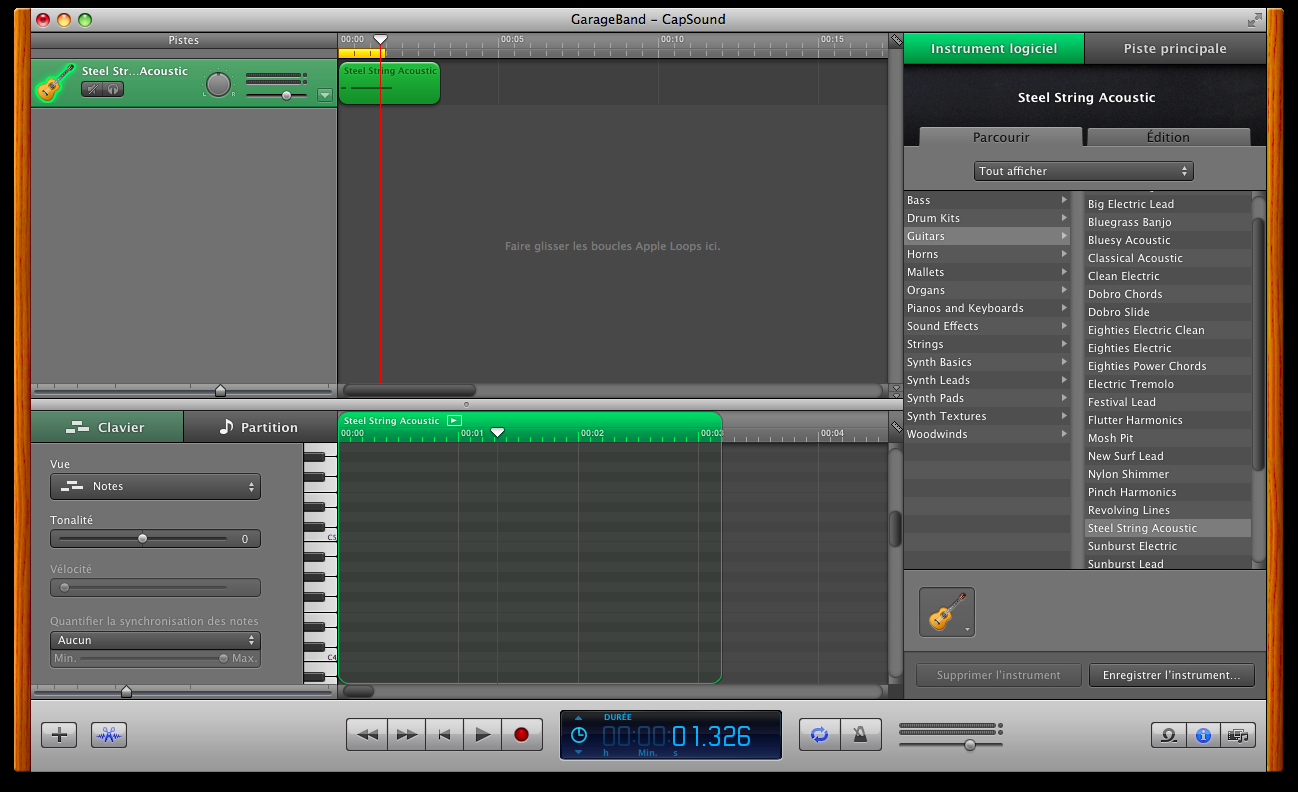 GarageBand – CapSound
Pistes
00:00
00:05
00:10
00:15
Steel Str...Acoustic
L
R
Steel String Acoustic
Faire glisser les boucles Apple Loops ici.
Instrument logiciel
Piste principale
Steel String Acoustic
Parcourir
Édition
Tout afficher
Bass
Drum Kits
Guitars
Horns
Mallets
Organs
Pianos and Keyboards
Sound Effects
Strings
Synth Basics
Synth Leads
Synth Pads
Synth Textures
Woodwinds
Big Electric Lead
Bluegrass Banjo
Bluesy Acoustic
Classical Acoustic
Clean Electric
Dobro Chords
Dobro Slide
Eighties Electric Clean
Eighties Electric
Eighties Power Chords
Electric Tremolo
Festival Lead
Flutter Harmonics
Mosh Pit
New Surf Lead
Nylon Shimmer
Pinch Harmonics
Revolving Lines
Steel String Acoustic
Sunburst Electric
Sunburst Lead
Supprimer l'instrument
Enregistrer l'instrument...
Clavier
Partition
Steel String Acoustic
00:00
00:01
00:02
00:03
00:04
Vue
Notes
Tonalité
0
Vélocité
Quantifier la synchronisation des notes
Aucun
Min.
Max.
C5
C4
DURÉE
00:00:01.326
h
Min.
s